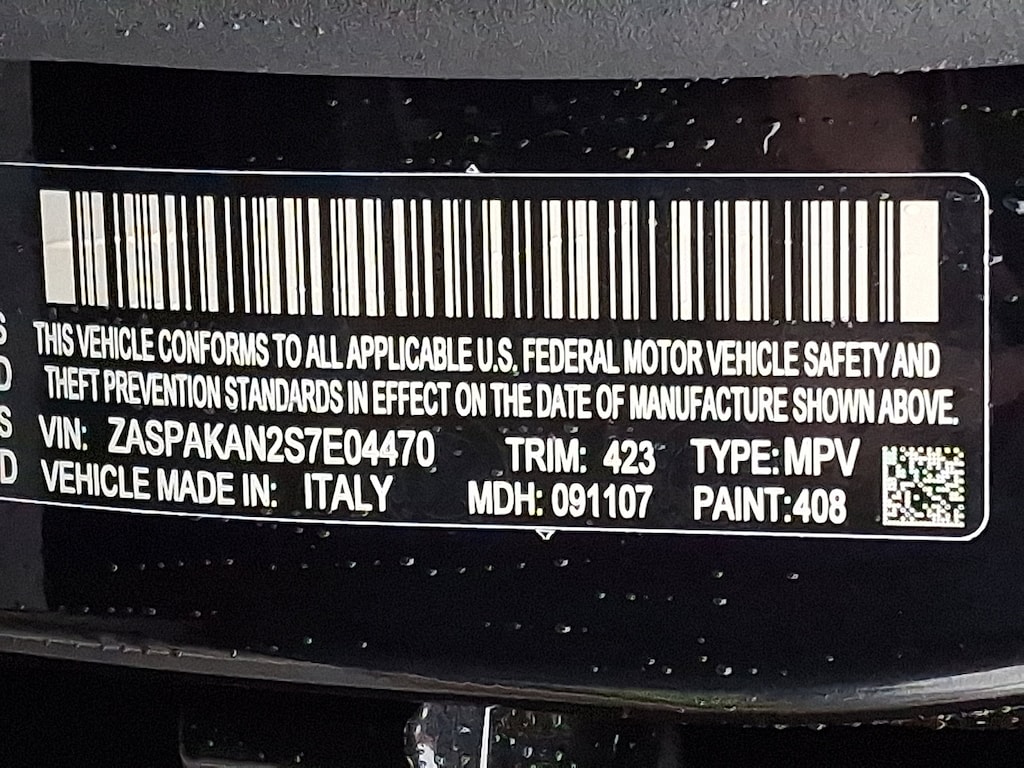 THIS VEHICLE CONFORMS TO ALL APPLICABLE U.S. FEDERAL MOTOR VEHICLE SAFETY AND
THEFT PREVENTION STANDARDS IN EFFECT ON THE DATE OF MANUFACTURE SHOWN ABOVE.
VIN: ZASPAKAN2S7E04470 TRIM: 423 TYPE: MPV
VEHICLE MADE IN: ITALY MDH: 091107 PAINT:408